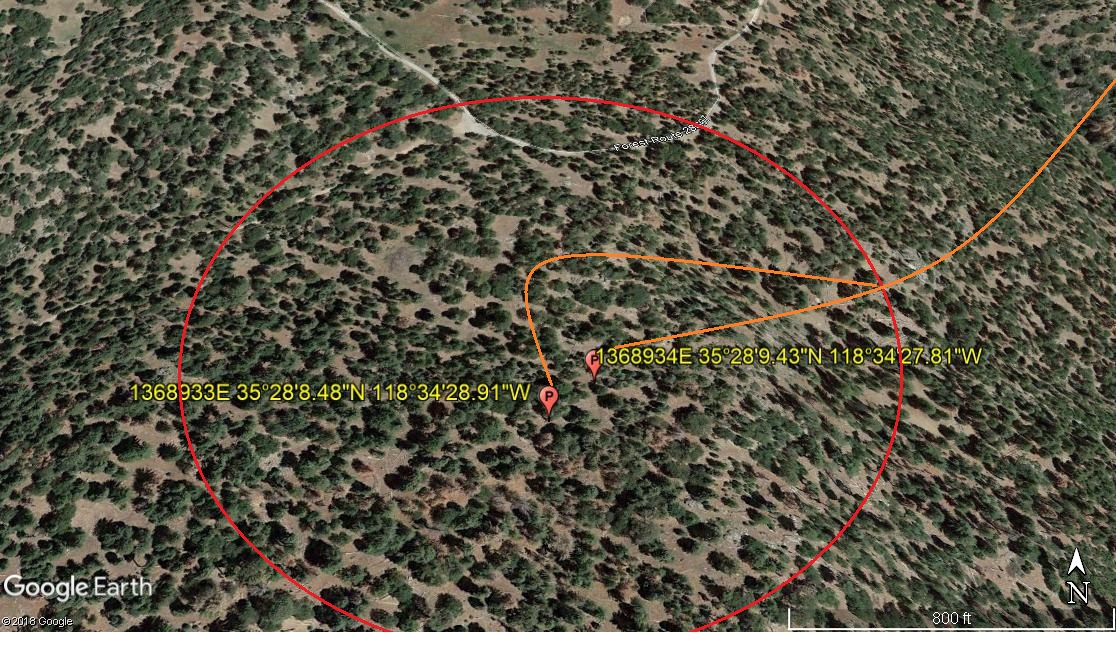 Forest Route 28
1368934E 35°28'9.43"N 118°34'27.81"W
1368933E 35°28'8.48"N 118°34'28.91"W
P
P
Google Earth
N
©2018 Google
800 ft